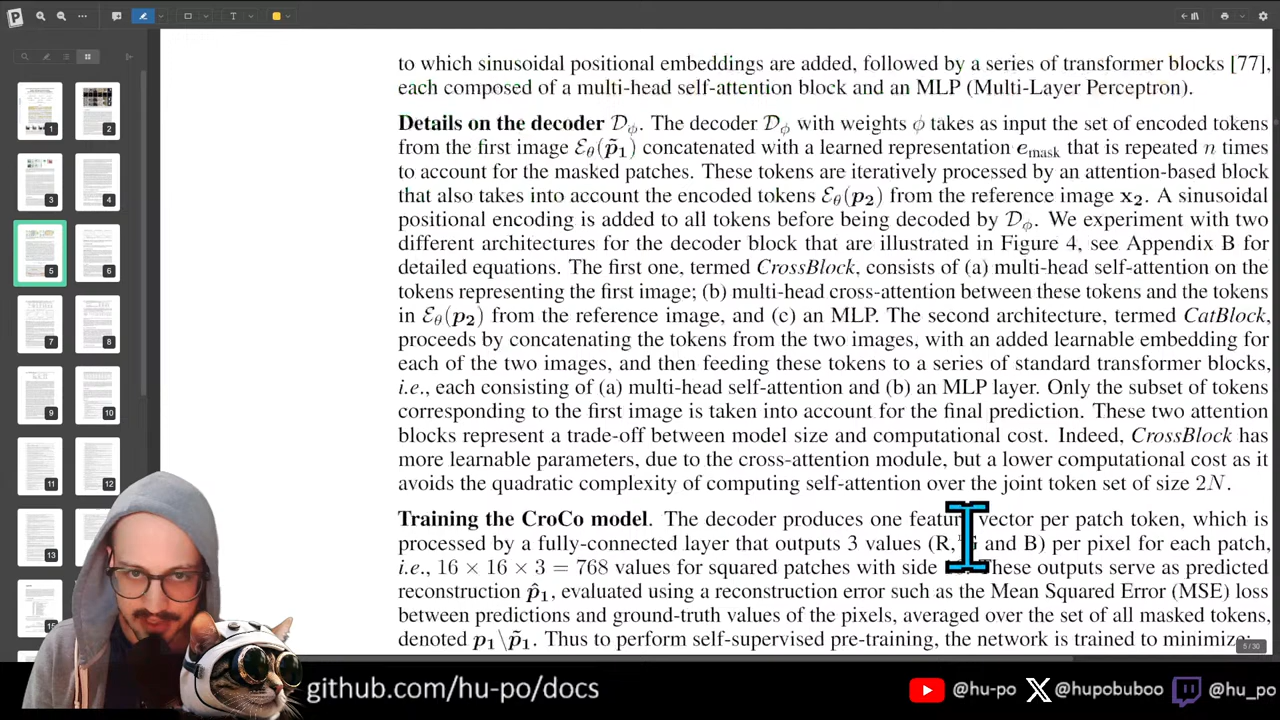 to which sinusoidal positional embeddings are added, followed by a series of transformer blocks [77],
each composed of a multi-head self-attention block and an MLP (Multi-Layer Perceptron).
Details on the decoder 𝒟ϕ. The decoder 𝒟ϕ with weights ϕ takes as input the set of encoded tokens
from the first image ℰθ(p̃1) concatenated with a learned representation emask that is repeated n times
to account for the masked patches. These tokens are iteratively processed by an attention-based block
that also takes into account the encoded tokens ℰθ(p2) from the reference image x2. A sinusoidal
positional encoding is added to all tokens before being decoded by 𝒟ϕ. We experiment with two
different architectures for the decoder block that are illustrated in Figure 4, see Appendix B for
detailed equations. The first one, termed CrossBlock, consists of (a) multi-head self-attention on the
tokens representing the first image; (b) multi-head cross-attention between these tokens and the tokens
in ℰθ(p2) from the reference image, and (c) an MLP. The second architecture, termed CatBlock,
proceeds by concatenating the tokens from the two images, with an added learnable embedding for
each of the two images, and then feeding these tokens to a series of standard transformer blocks,
i.e., each consisting of (a) multi-head self-attention and (b) an MLP layer. Only the subset of tokens
corresponding to the first image is taken into account for the final prediction. These two attention
blocks represent a trade-off between model size and computational cost. Indeed, CrossBlock has
more learnable parameters, due to the cross-attention module, but a lower computational cost as it
avoids the quadratic complexity of computing self-attention over the joint token set of size 2N.
Training the CroCo model. The decoder produces one feature vector per patch token, which is
processed by a fully-connected layer that outputs 3 values (R, G and B) per pixel for each patch,
i.e., 16 × 16 × 3 = 768 values for squared patches with side These outputs serve as predicted
reconstruction p̂1, evaluated using a reconstruction error such as the Mean Squared Error (MSE) loss
between predictions and ground-truth values of the pixels, averaged over the set of all masked tokens,
denoted p1\p̃1. Thus to perform self-supervised pre-training, the network is trained to minimize:
1
2
3
4
5
6
7
8
9
10
11
12
13
15
5 / 30
github.com/hu-po/docs
@hu-po
@hupobuboo
@hu_po